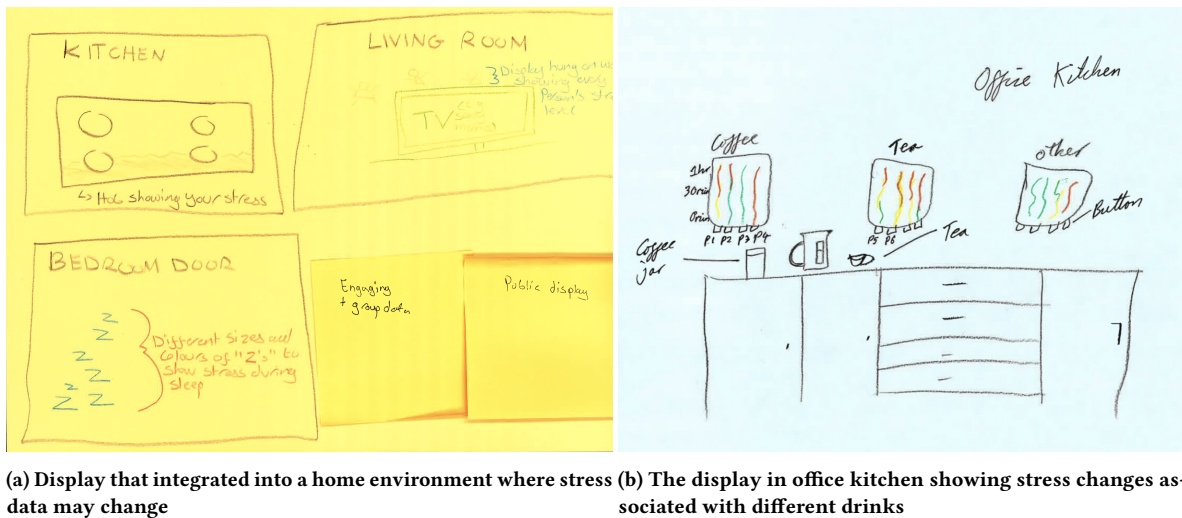 KITCHEN
↳ Hob showing your stress
LIVING ROOM
Display hung on wa
showing every
Person's stre
level
TV
BEDROOM DOOR
z
z
z
z
z
z z
Different sizes and
colours of "Z's" to
show stress during
sleep
Engaging
+ group data
Public display
Office Kitchen
Coffee
1hr
30min
0min
P1 P2 P3 P4
Tea
P5 P6
other
Button
Coffee
jar
Tea
(a) Display that integrated into a home environment where stress
data may change
(b) The display in office kitchen showing stress changes as-
sociated with different drinks